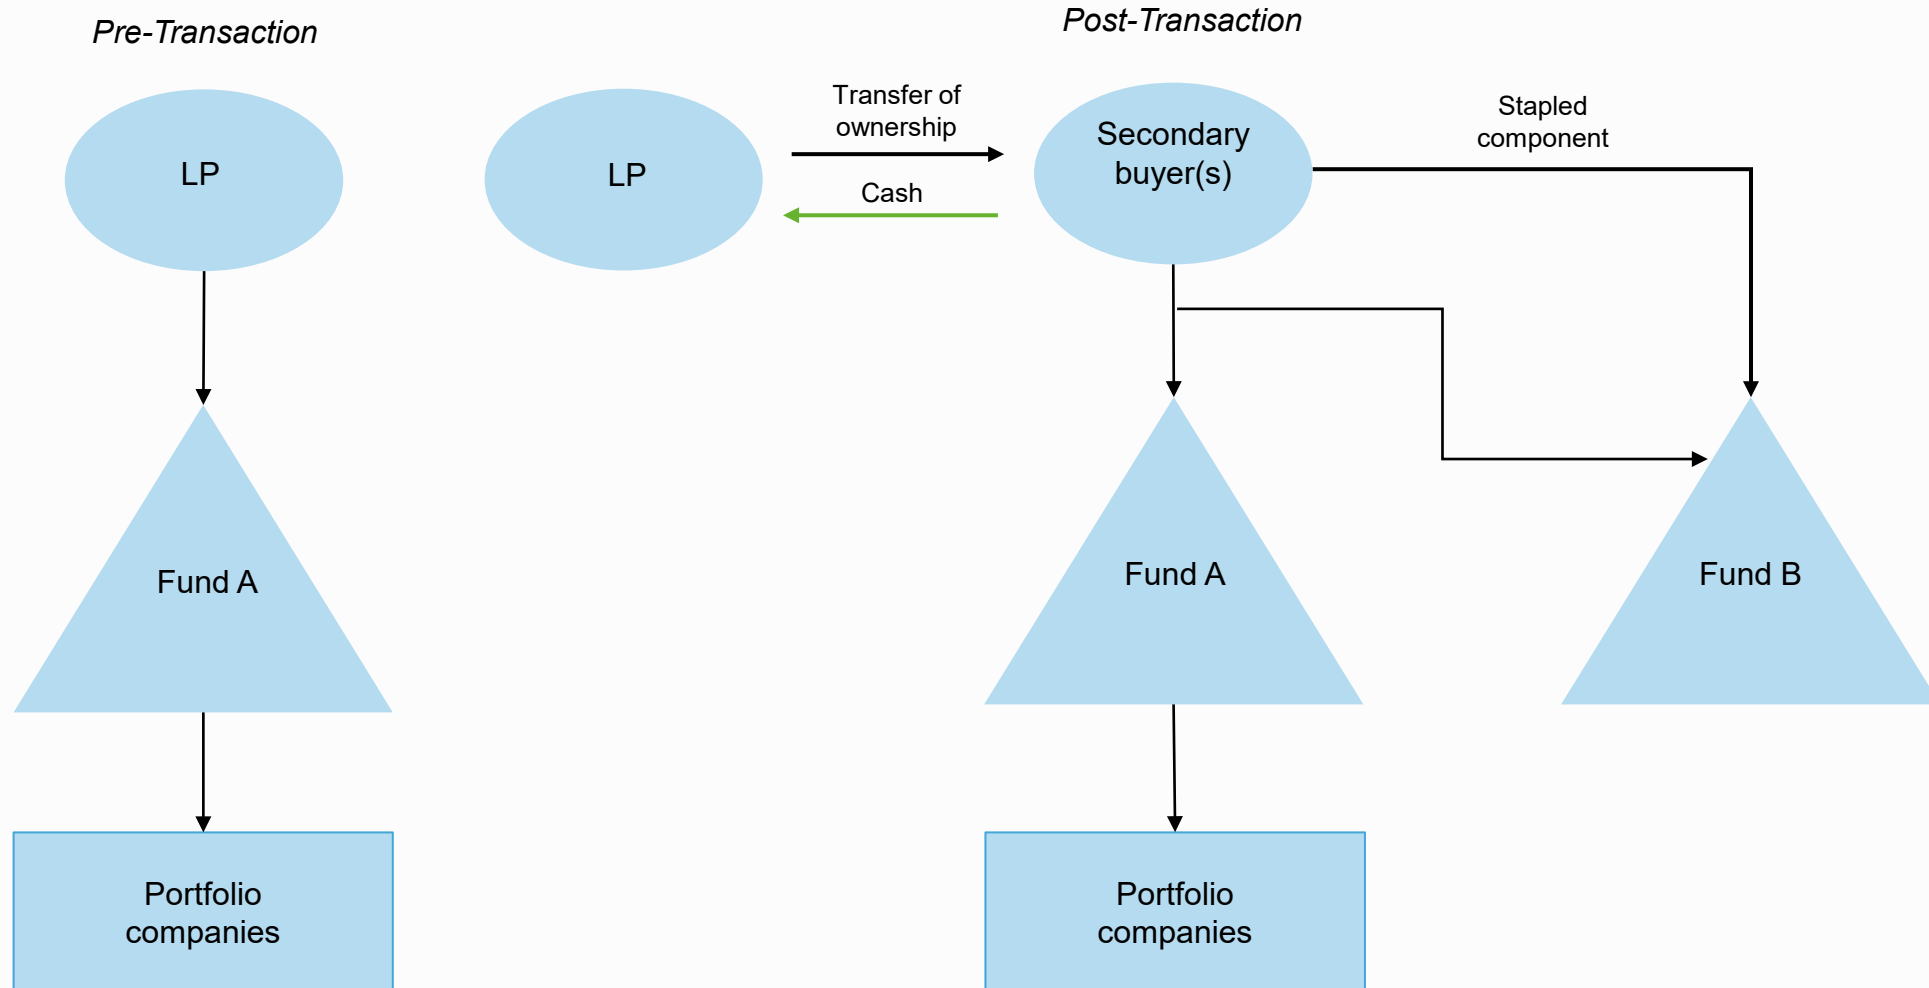 Pre-Transaction
Post-Transaction
LP
LP
Transfer of
ownership
Cash
Secondary
buyer(s)
Stapled
component
Fund A
Fund A
Fund B
Portfolio
companies
Portfolio
companies